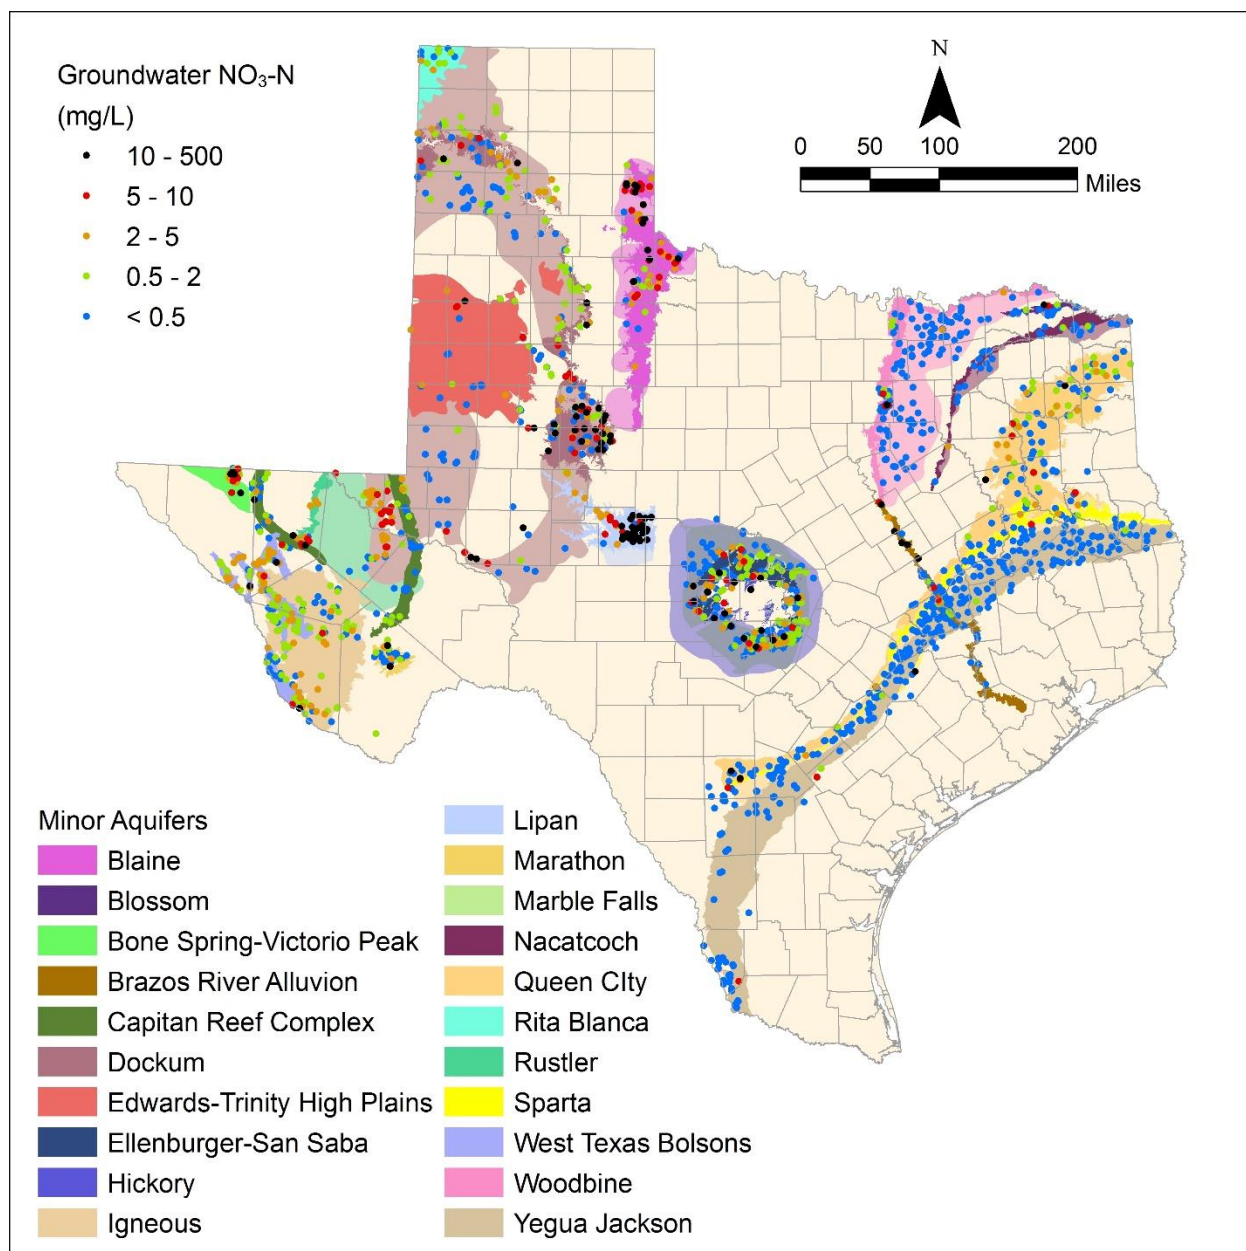 Groundwater NO₃-N
(mg/L)
10 - 500
5 - 10
2 - 5
0.5 - 2
< 0.5
N
0 50 100 200
Miles
Minor Aquifers
Blaine
Blossom
Bone Spring-Victorio Peak
Brazos River Alluvion
Capitan Reef Complex
Dockum
Edwards-Trinity High Plains
Ellenburger-San Saba
Hickory
Igneous
Lipan
Marathon
Marble Falls
Nacatcoch
Queen CIty
Rita Blanca
Rustler
Sparta
West Texas Bolsons
Woodbine
Yegua Jackson